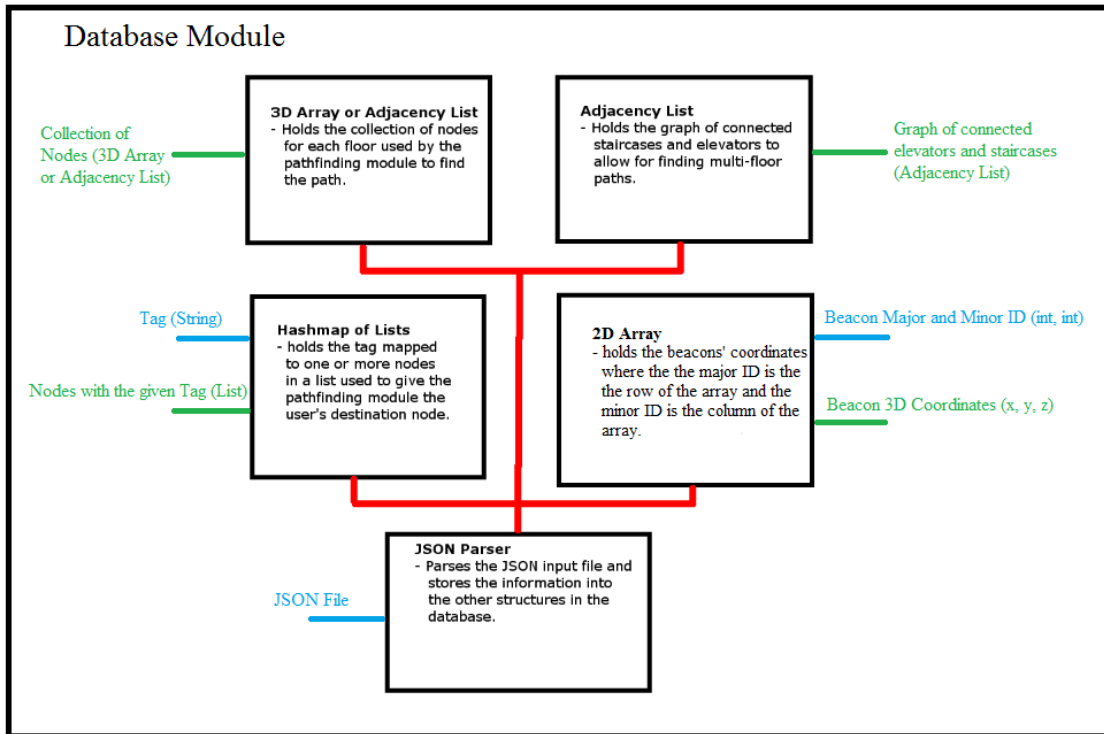 Database Module
Collection of
Nodes (3D Array
or Adjacency List)
3D Array or Adjacency List
- Holds the collection of nodes
for each floor used by the
pathfinding module to find
the path.
Adjacency List
- Holds the graph of connected
staircases and elevators to
allow for finding multi-floor
paths.
Graph of connected
elevators and staircases
(Adjacency List)
Tag (String)
Nodes with the given Tag (List)
Hashmap of Lists
- holds the tag mapped
to one or more nodes
in a list used to give the
pathfinding module the
user's destination node.
2D Array
- holds the beacons' coordinates
where the the major ID is the
the row of the array and the
minor ID is the column of the
array.
Beacon Major and Minor ID (int, int)
Beacon 3D Coordinates (x, y, z)
JSON File
JSON Parser
- Parses the JSON input file and
stores the information into
the other structures in the
database.